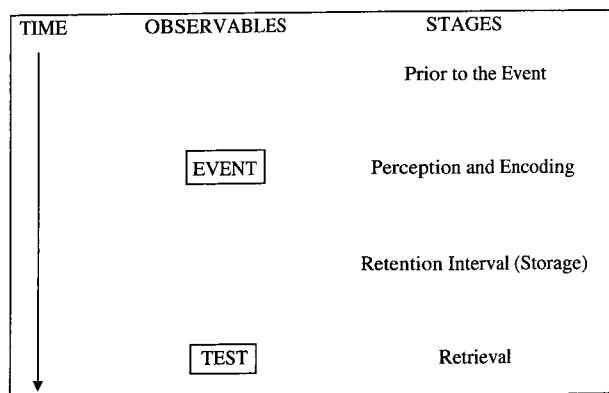 TIME OBSERVABLES STAGES
Prior to the Event
EVENT Perception and Encoding
Retention Interval (Storage)
TEST Retrieval